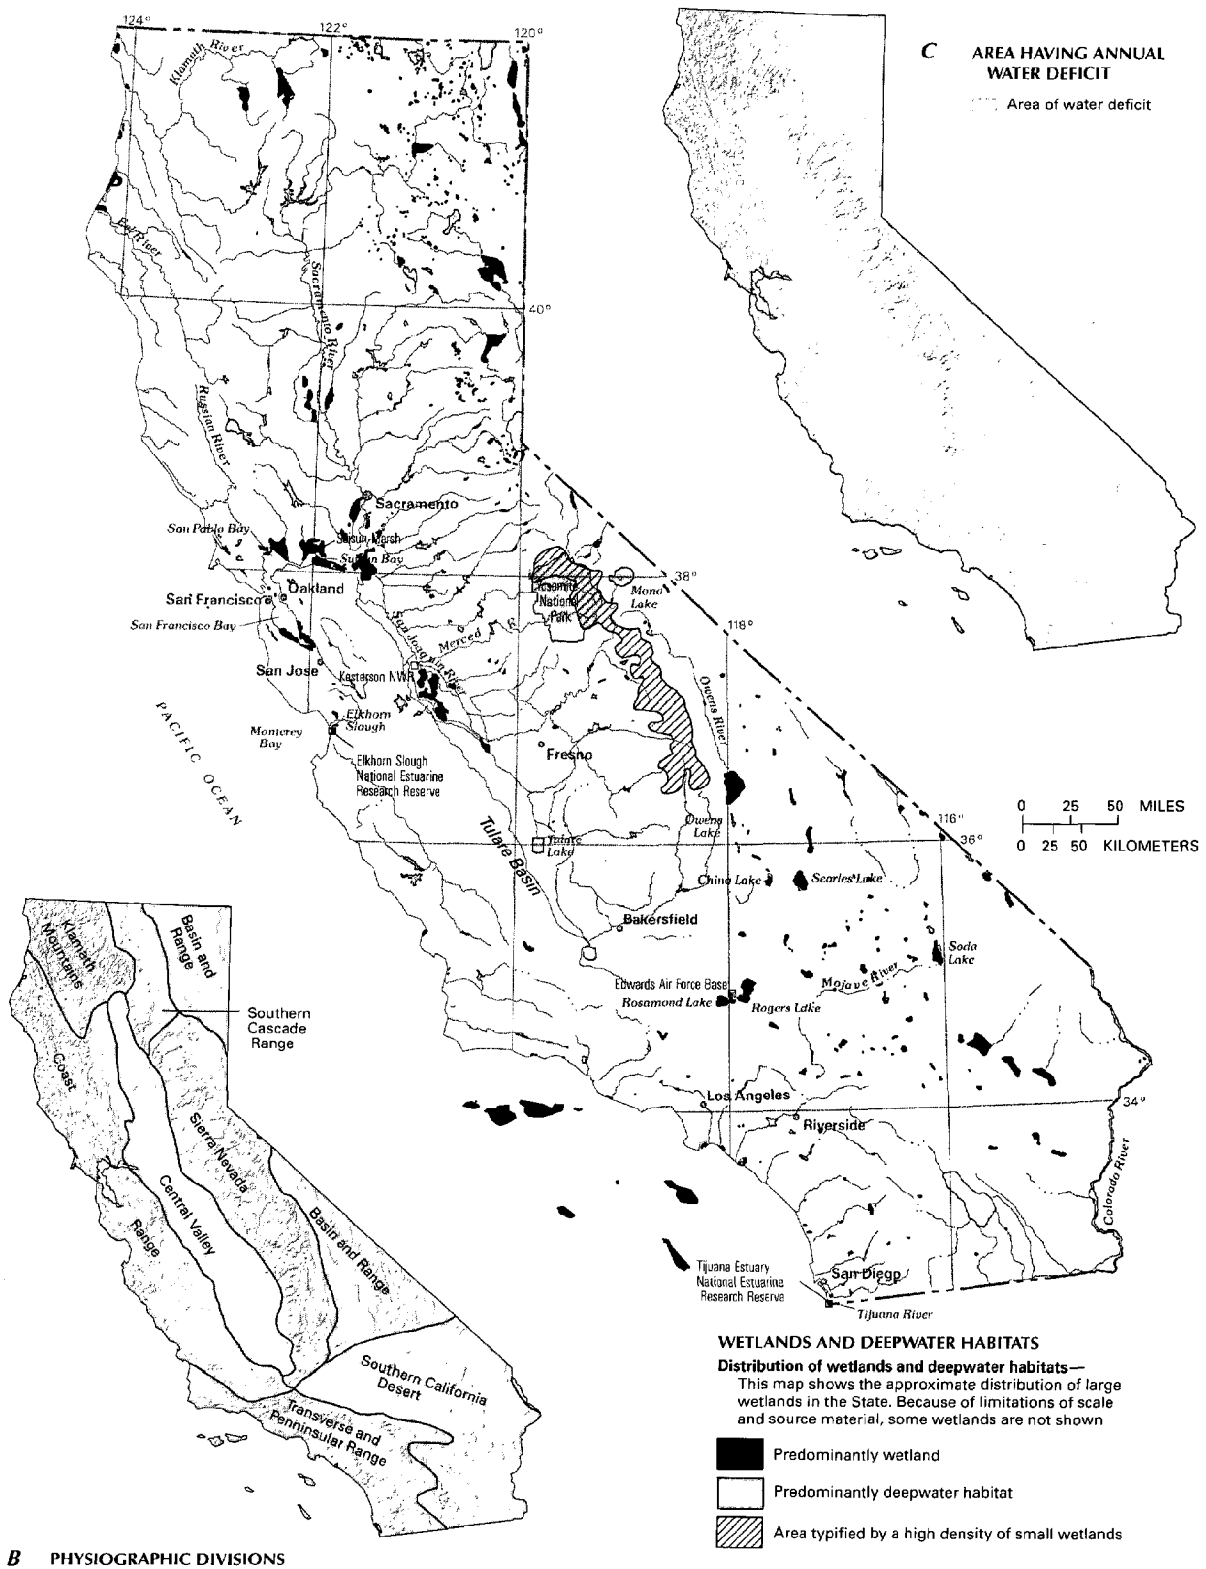 124°
122°
120°
Klamath River
Eel River
Sacramento River
40°
Russian River
Sacramento
San Pablo Bay
Suisun Marsh
Suisun Bay
38°
Oakland
San Francisco
San Francisco Bay
Yosemite
National
Park
Mono
Lake
118°
San Joaquin River
Merced R
San Jose
Kesterson NWR
Owens River
Elkhorn
Slough
Monterey
Bay
Elkhorn Slough
National Estuarine
Research Reserve
Fresno
PACIFIC OCEAN
Owens
Lake
116°
36°
Tulare Basin
Tulare
Lake
China Lake
Searles Lake
Bakersfield
Soda
Lake
Edwards Air Force Base
Mojave River
Rosamond Lake
Rogers Lake
Los Angeles
34°
Riverside
Colorado River
Tijuana Estuary
National Estuarine
Research Reserve
San Diego
Tijuana River
C AREA HAVING ANNUAL
WATER DEFICIT
Area of water deficit
0 25 50 MILES
0 25 50 KILOMETERS
Klamath
Mountains
Basin and
Range
Southern
Cascade
Range
Coast
Sierra Nevada
Central Valley
Range
Basin and Range
Southern California
Desert
Transverse and
Penninsular Range
B PHYSIOGRAPHIC DIVISIONS
WETLANDS AND DEEPWATER HABITATS
Distribution of wetlands and deepwater habitats—
This map shows the approximate distribution of large
wetlands in the State. Because of limitations of scale
and source material, some wetlands are not shown
Predominantly wetland
Predominantly deepwater habitat
Area typified by a high density of small wetlands